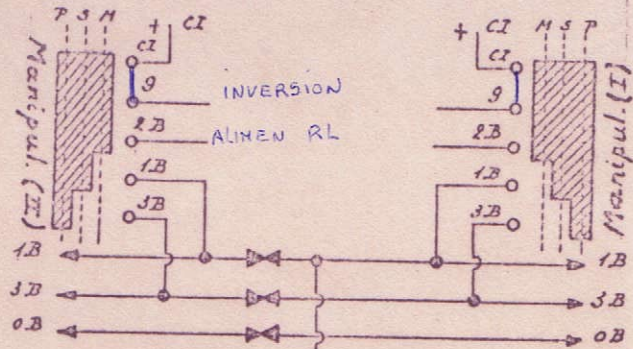 P S M
+ CI
CI
9 INVERSION
2B ALIMEN RL
1B
3B
Manipul. (II)
1B
3B
0B
+ CI
M S P
CI
9
2B
1B
3B
Manipul. (I)
1B
3B
0B